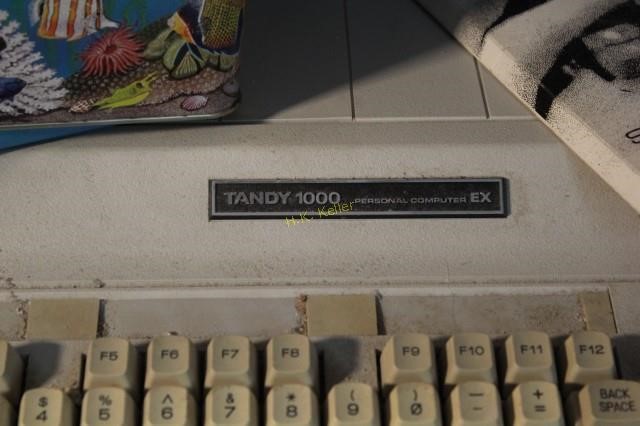 TANDY 1000 PERSONAL COMPUTER EX
H.K. Keller
F5 F6 F7 F8 F9 F10 F11 F12
$ % ^ & * ( ) — +
4 5 6 7 8 9 0 - =
BACK
SPACE